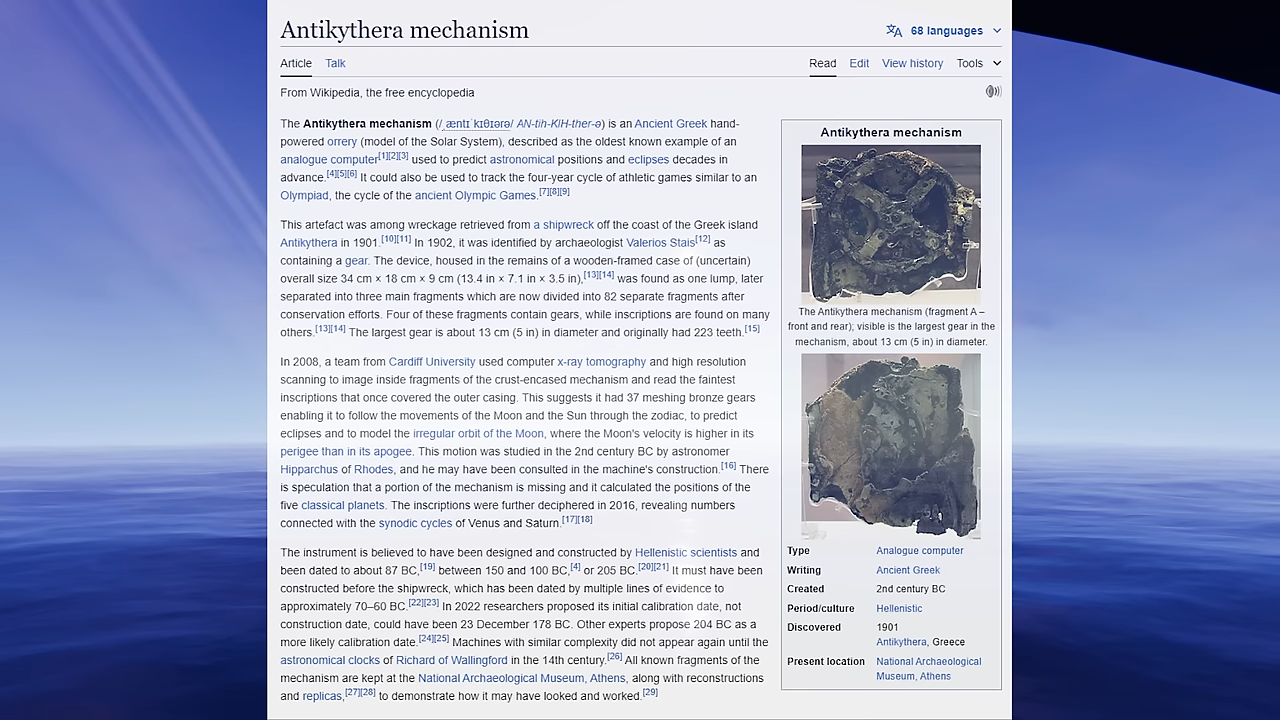 Antikythera mechanism
68 languages
Article Talk
Read Edit View history Tools
From Wikipedia, the free encyclopedia
The Antikythera mechanism (/ˌæntɪˈkɪθɪərə/ AN-tih-KIH-ther-ə) is an Ancient Greek hand-
powered orrery (model of the Solar System), described as the oldest known example of an
analogue computer[1][2][3] used to predict astronomical positions and eclipses decades in
advance.[4][5][6] It could also be used to track the four-year cycle of athletic games similar to an
Olympiad, the cycle of the ancient Olympic Games.[7][8][9]
This artefact was among wreckage retrieved from a shipwreck off the coast of the Greek island
Antikythera in 1901.[10][11] In 1902, it was identified by archaeologist Valerios Stais[12] as
containing a gear. The device, housed in the remains of a wooden-framed case of (uncertain)
overall size 34 cm × 18 cm × 9 cm (13.4 in × 7.1 in × 3.5 in),[13][14] was found as one lump, later
separated into three main fragments which are now divided into 82 separate fragments after
conservation efforts. Four of these fragments contain gears, while inscriptions are found on many
others.[13][14] The largest gear is about 13 cm (5 in) in diameter and originally had 223 teeth.[15]
In 2008, a team from Cardiff University used computer x-ray tomography and high resolution
scanning to image inside fragments of the crust-encased mechanism and read the faintest
inscriptions that once covered the outer casing. This suggests it had 37 meshing bronze gears
enabling it to follow the movements of the Moon and the Sun through the zodiac, to predict
eclipses and to model the irregular orbit of the Moon, where the Moon's velocity is higher in its
perigee than in its apogee. This motion was studied in the 2nd century BC by astronomer
Hipparchus of Rhodes, and he may have been consulted in the machine's construction.[16] There
is speculation that a portion of the mechanism is missing and it calculated the positions of the
five classical planets. The inscriptions were further deciphered in 2016, revealing numbers
connected with the synodic cycles of Venus and Saturn.[17][18]
The instrument is believed to have been designed and constructed by Hellenistic scientists and
been dated to about 87 BC,[19] between 150 and 100 BC,[4] or 205 BC.[20][21] It must have been
constructed before the shipwreck, which has been dated by multiple lines of evidence to
approximately 70–60 BC.[22][23] In 2022 researchers proposed its initial calibration date, not
construction date, could have been 23 December 178 BC. Other experts propose 204 BC as a
more likely calibration date.[24][25] Machines with similar complexity did not appear again until the
astronomical clocks of Richard of Wallingford in the 14th century.[26] All known fragments of the
mechanism are kept at the National Archaeological Museum, Athens, along with reconstructions
and replicas,[27][28] to demonstrate how it may have looked and worked.[29]
Antikythera mechanism
The Antikythera mechanism (fragment A –
front and rear); visible is the largest gear in the
mechanism, about 13 cm (5 in) in diameter.
Type Analogue computer
Writing Ancient Greek
Created 2nd century BC
Period/culture Hellenistic
Discovered 1901
Antikythera, Greece
Present location National Archaeological
Museum, Athens